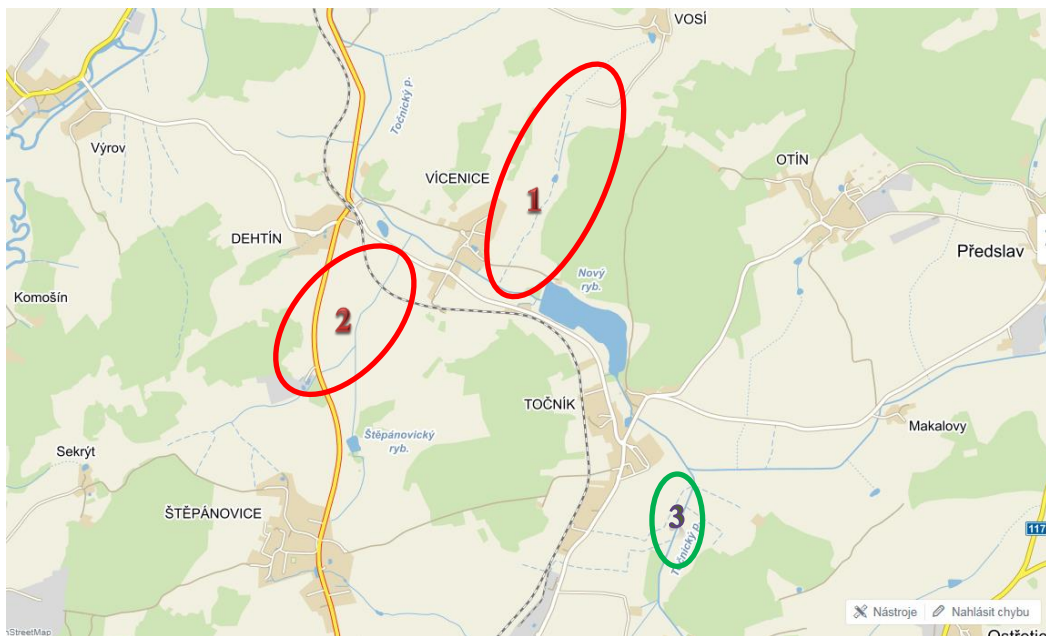 VOSÍ
Točnický p.
Výrov
OTÍN
VÍCENICE
1
DEHTÍN
Předslav
Nový
ryb.
Komošín
2
TOČNÍK
Makalovy
Štěpánovický
ryb.
Sekrýt
ŠTĚPÁNOVICE
3
Točnický p.
117
Nástroje
Nahlásit chybu
nStreetMap